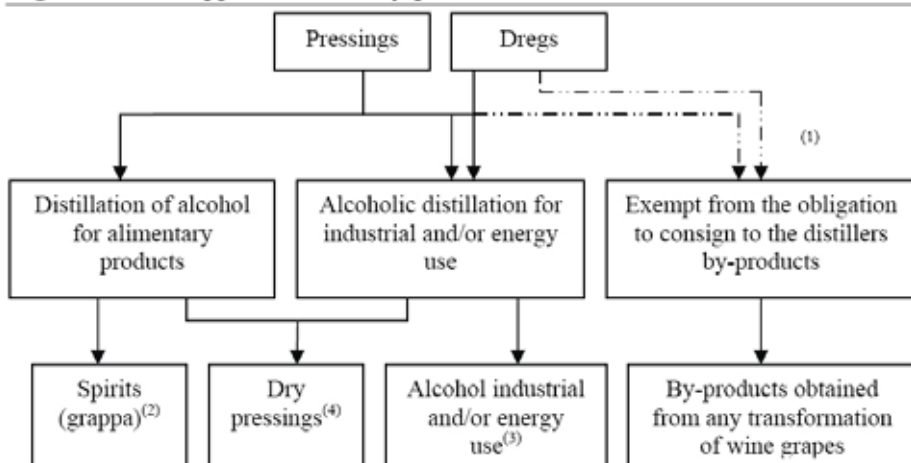 Pressings
Dregs
(1)
Distillation of alcohol
for alimentary
products
Alcoholic distillation for
industrial and/or energy
use
Exempt from the obligation
to consign to the distillers
by-products
Spirits
(grappa)(2)
Dry
pressings(4)
Alcohol industrial
and/or energy
use(3)
By-products obtained
from any transformation
of wine grapes